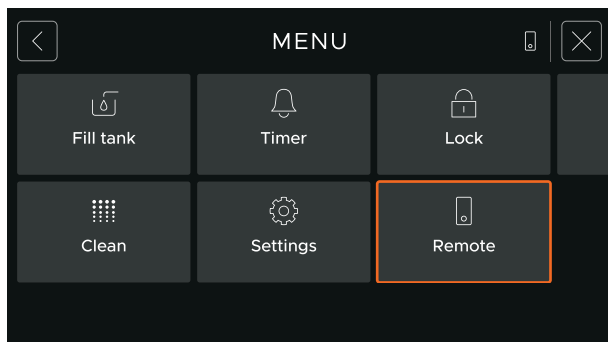 MENU
Fill tank
Timer
Lock
Clean
Settings
Remote